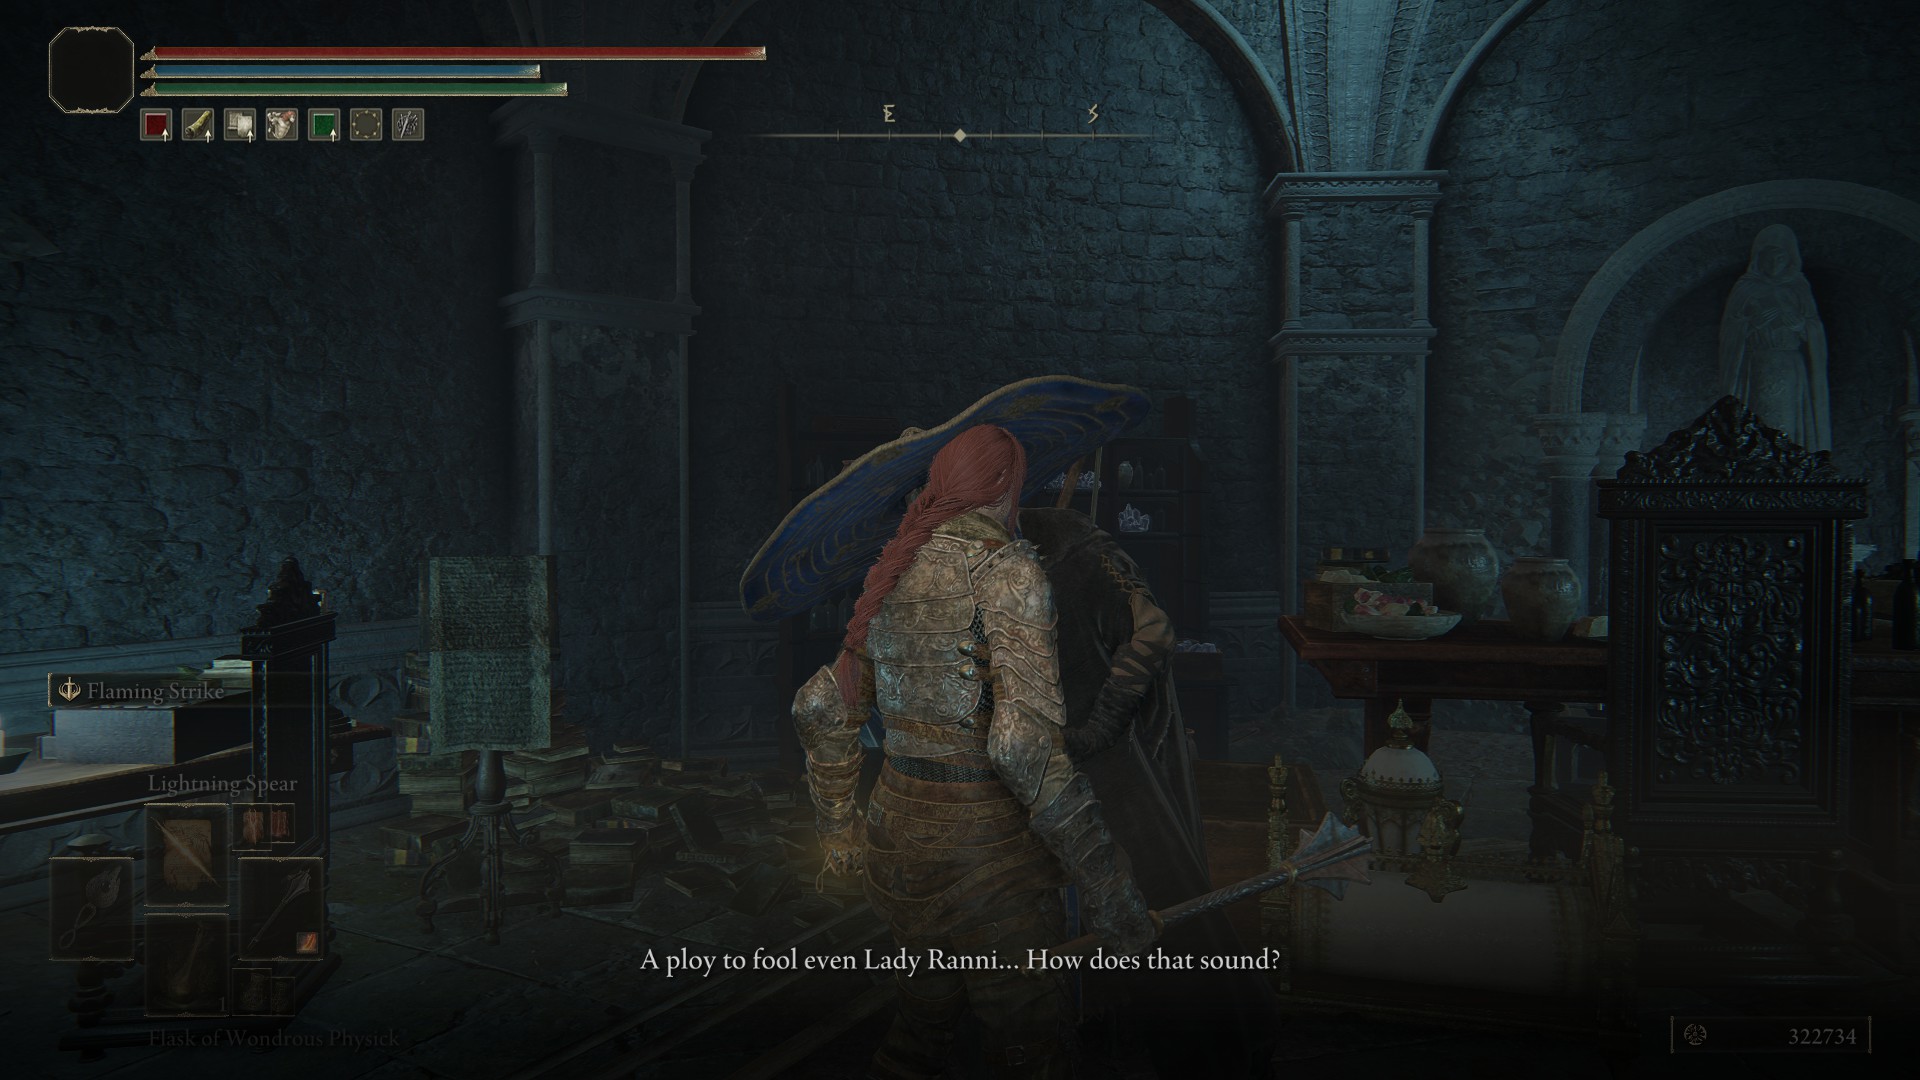 E S
Flaming Strike
Lightning Spear
1
A ploy to fool even Lady Ranni... How does that sound?
Flask of Wondrous Physick
322734